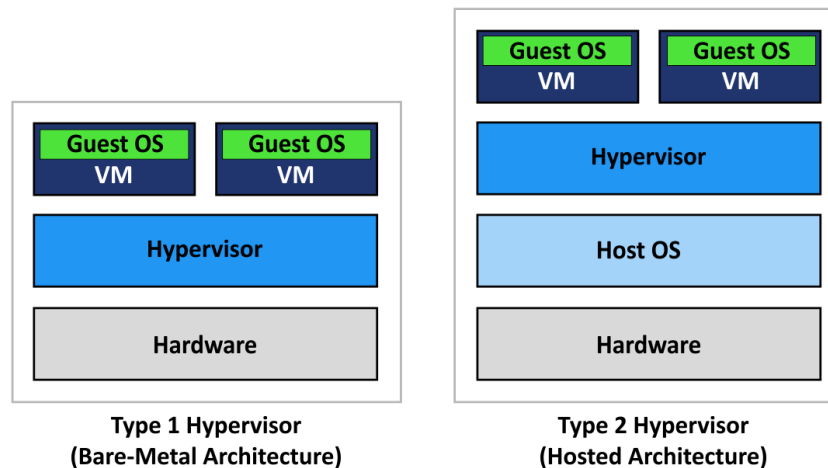 Guest OS
VM
Guest OS
VM
Hypervisor
Hardware
Type 1 Hypervisor
(Bare-Metal Architecture)
Guest OS
VM
Guest OS
VM
Hypervisor
Host OS
Hardware
Type 2 Hypervisor
(Hosted Architecture)